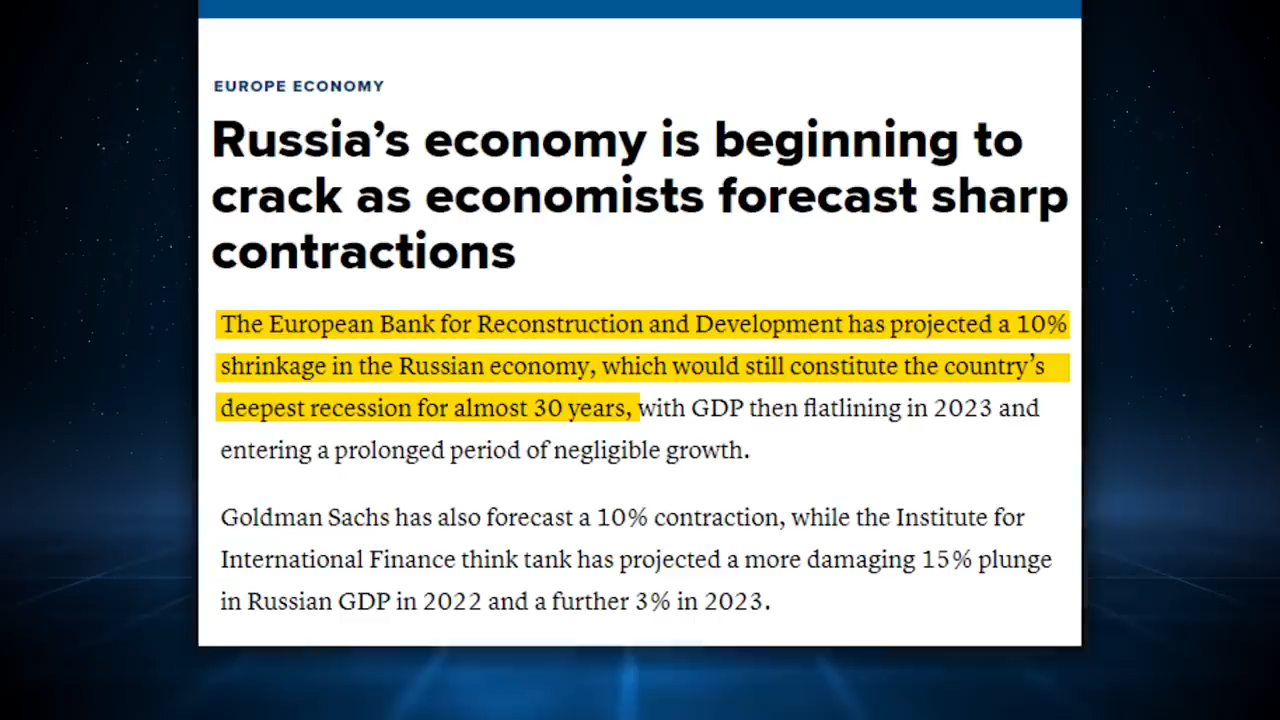 EUROPE ECONOMY
Russia’s economy is beginning to
crack as economists forecast sharp
contractions
The European Bank for Reconstruction and Development has projected a 10%
shrinkage in the Russian economy, which would still constitute the country’s
deepest recession for almost 30 years, with GDP then flatlining in 2023 and
entering a prolonged period of negligible growth.
Goldman Sachs has also forecast a 10% contraction, while the Institute for
International Finance think tank has projected a more damaging 15% plunge
in Russian GDP in 2022 and a further 3% in 2023.